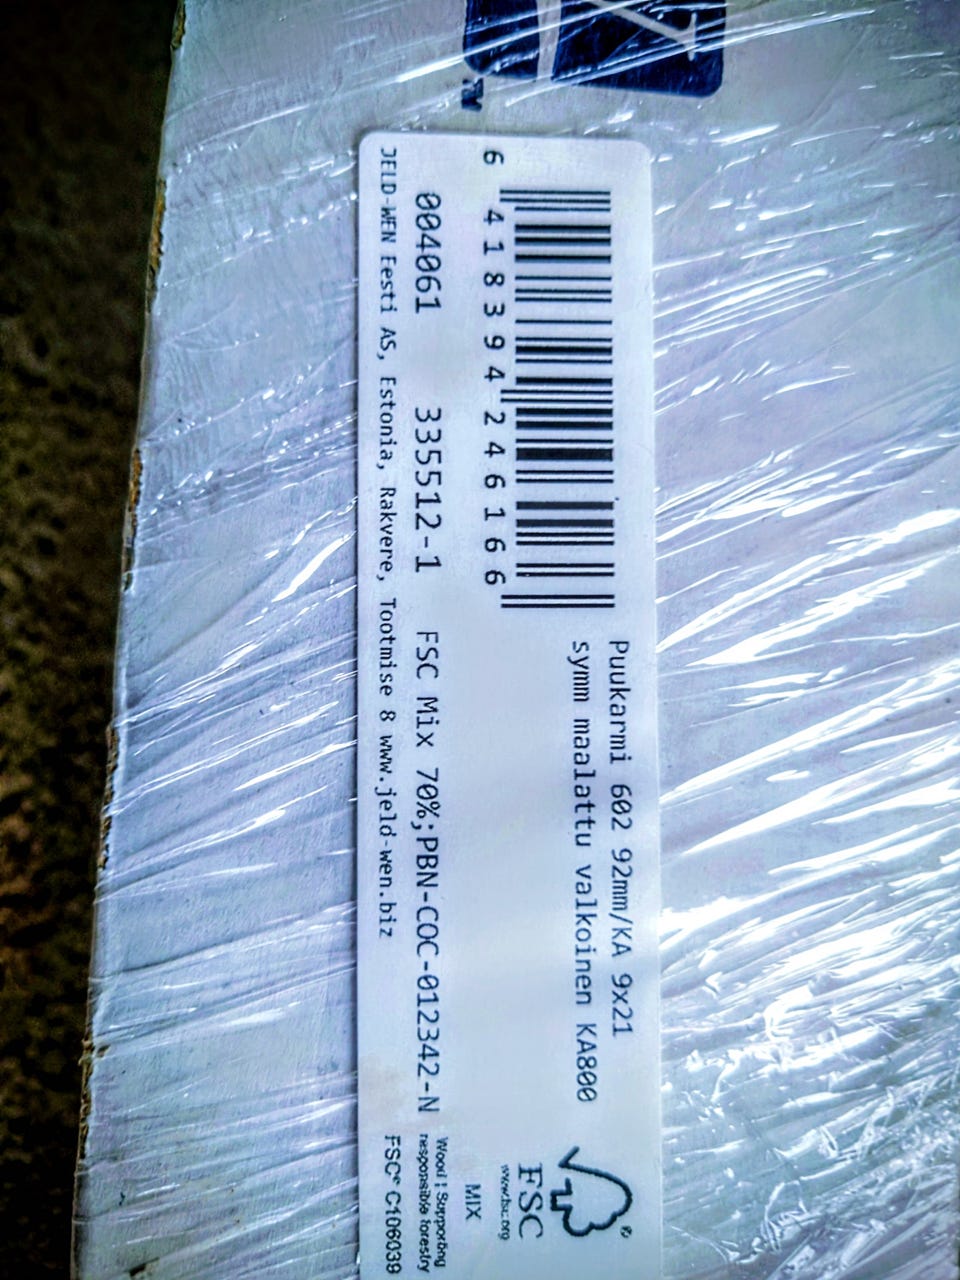 Puukarmi 602 92mm/KA 9x21
symm maalattu valkoinen KA800
6 418394 246166
004061 335512-1 FSC Mix 70%;PBN-COC-012342-N
JELD-WEN Eesti AS, Estonia, Rakvere, Tootmise 8 www.jeld-wen.biz
®
FSC
www.fsc.org
MIX
Wood | Supporting
responsible forestry
FSC® C106039
TM